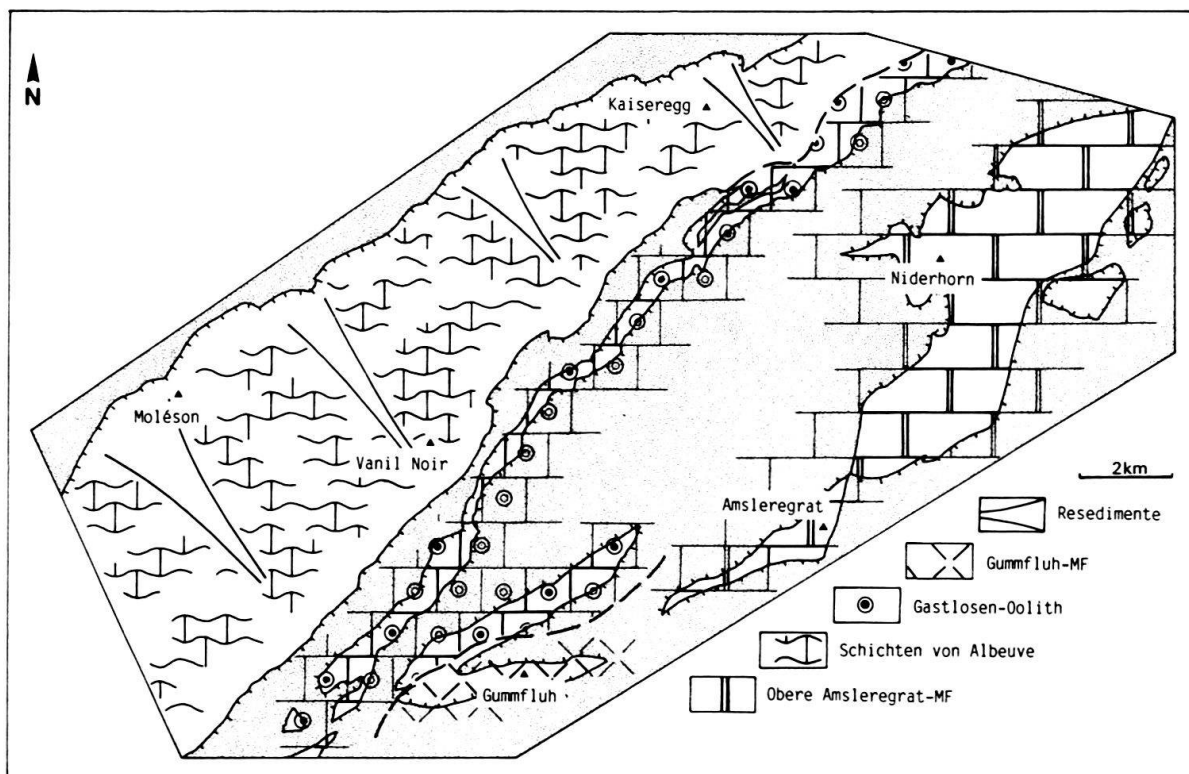 N
Kaiseregg
Niderhorn
Moléson
Vanil Noir
2km
Amsleregrat
Resedimente
Gummfluh-MF
Gastlosen-Oolith
Schichten von Albeuve
Gummfluh
Obere Amsleregrat-MF